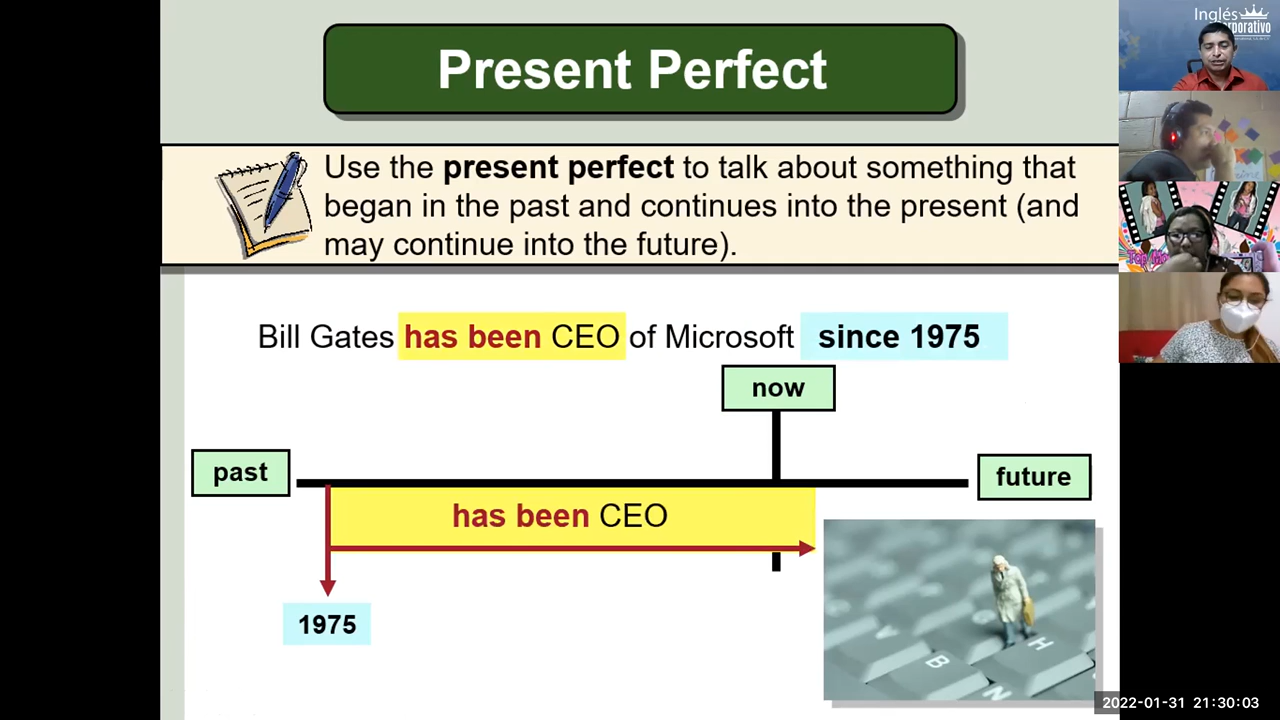 Present Perfect
Use the present perfect to talk about something that
began in the past and continues into the present (and
may continue into the future).
Bill Gates has been CEO of Microsoft since 1975
now
past
future
has been CEO
1975
B
H
N
Inglés
2022-01-31 21:30:03